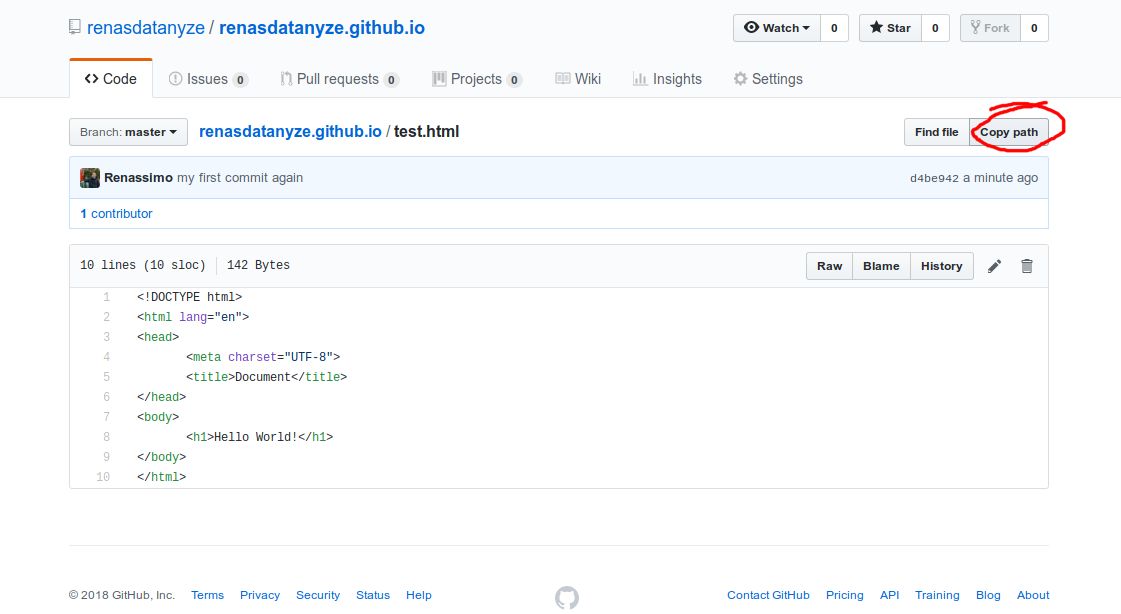 renasdatanyze / renasdatanyze.github.io
Watch 0 Star 0 Fork 0
Code Issues 0 Pull requests 0 Projects 0 Wiki Insights Settings
Branch: master renasdatanyze.github.io / test.html Find file Copy path
Renassimo my first commit again d4be942 a minute ago
1 contributor
10 lines (10 sloc) 142 Bytes Raw Blame History
1 <!DOCTYPE html>
2 <html lang="en">
3 <head>
4 <meta charset="UTF-8">
5 <title>Document</title>
6 </head>
7 <body>
8 <h1>Hello World!</h1>
9 </body>
10 </html>
© 2018 GitHub, Inc. Terms Privacy Security Status Help Contact GitHub Pricing API Training Blog About